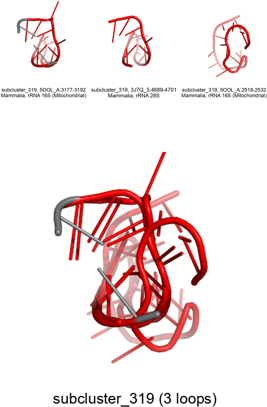 subcluster_319, 5OOL_A:3177-3192
Mammalia, rRNA 16S (Mitochondrial)
subcluster_319, 3J7Q_5:4689-4701
Mammalia, rRNA 28S
subcluster_319, 5OOL_A:2518-2532
Mammalia, rRNA 16S (Mitochondrial)
subcluster_319 (3 loops)